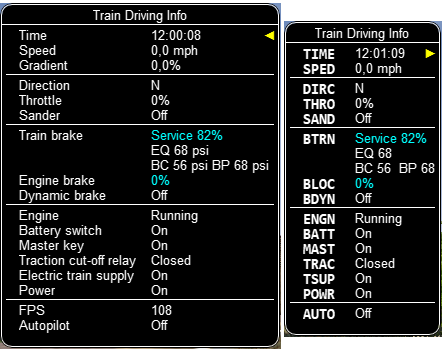 Train Driving Info
Time 12:00:08 ◄
Speed 0,0 mph
Gradient 0,0%
Direction N
Throttle 0%
Sander Off
Train brake Service 82%
EQ 68 psi
BC 56 psi BP 68 psi
Engine brake 0%
Dynamic brake Off
Engine Running
Battery switch On
Master key On
Traction cut-off relay Closed
Electric train supply On
Power On
FPS 108
Autopilot Off
Train Driving Info
TIME 12:01:09 ►
SPED 0,0 mph
DIRC N
THRO 0%
SAND Off
BTRN Service 82%
EQ 68
BC 56 BP 68
BLOC 0%
BDYN Off
ENGN Running
BATT On
MAST On
TRAC Closed
TSUP On
POWR On
AUTO Off